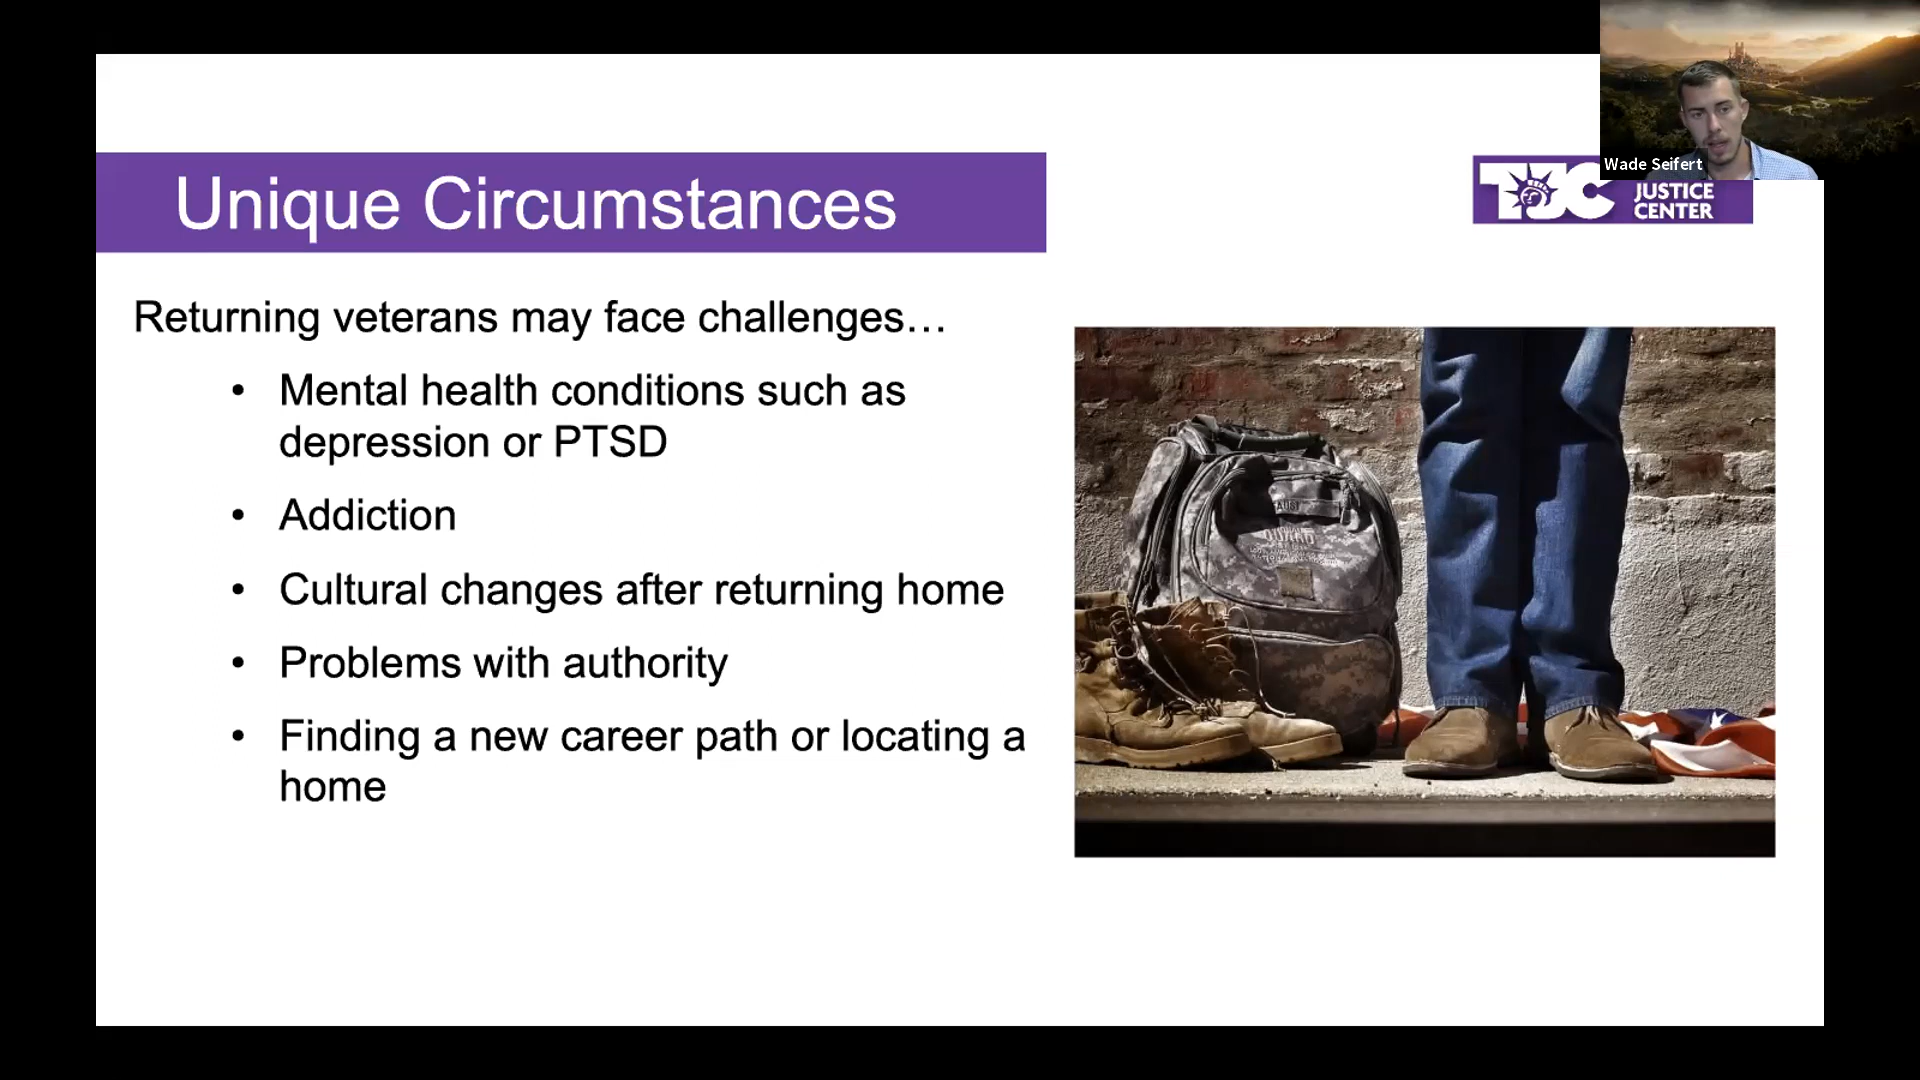 Wade Seifert
Unique Circumstances
TJC
JUSTICE
CENTER
Returning veterans may face challenges…
• Mental health conditions such as
depression or PTSD
• Addiction
• Cultural changes after returning home
• Problems with authority
• Finding a new career path or locating a
home